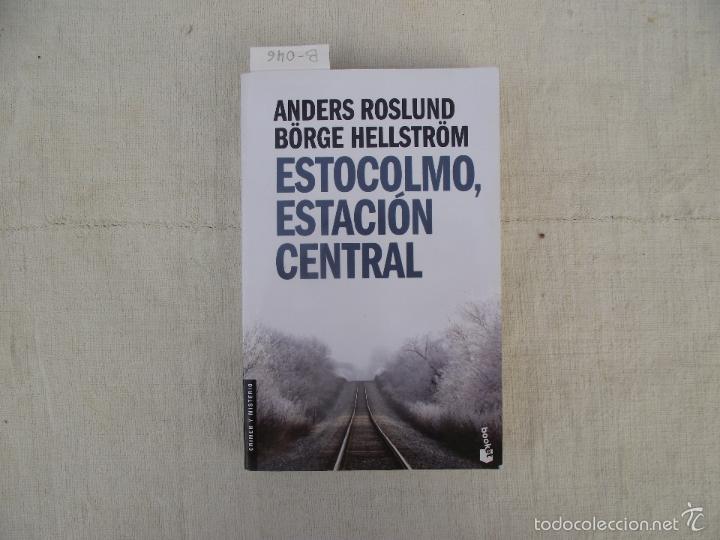 B-046
ANDERS ROSLUND
BÖRGE HELLSTRÖM
ESTOCOLMO,
ESTACIÓN
CENTRAL
CRIMEN Y MISTERIO
booket
todocoleccion.net